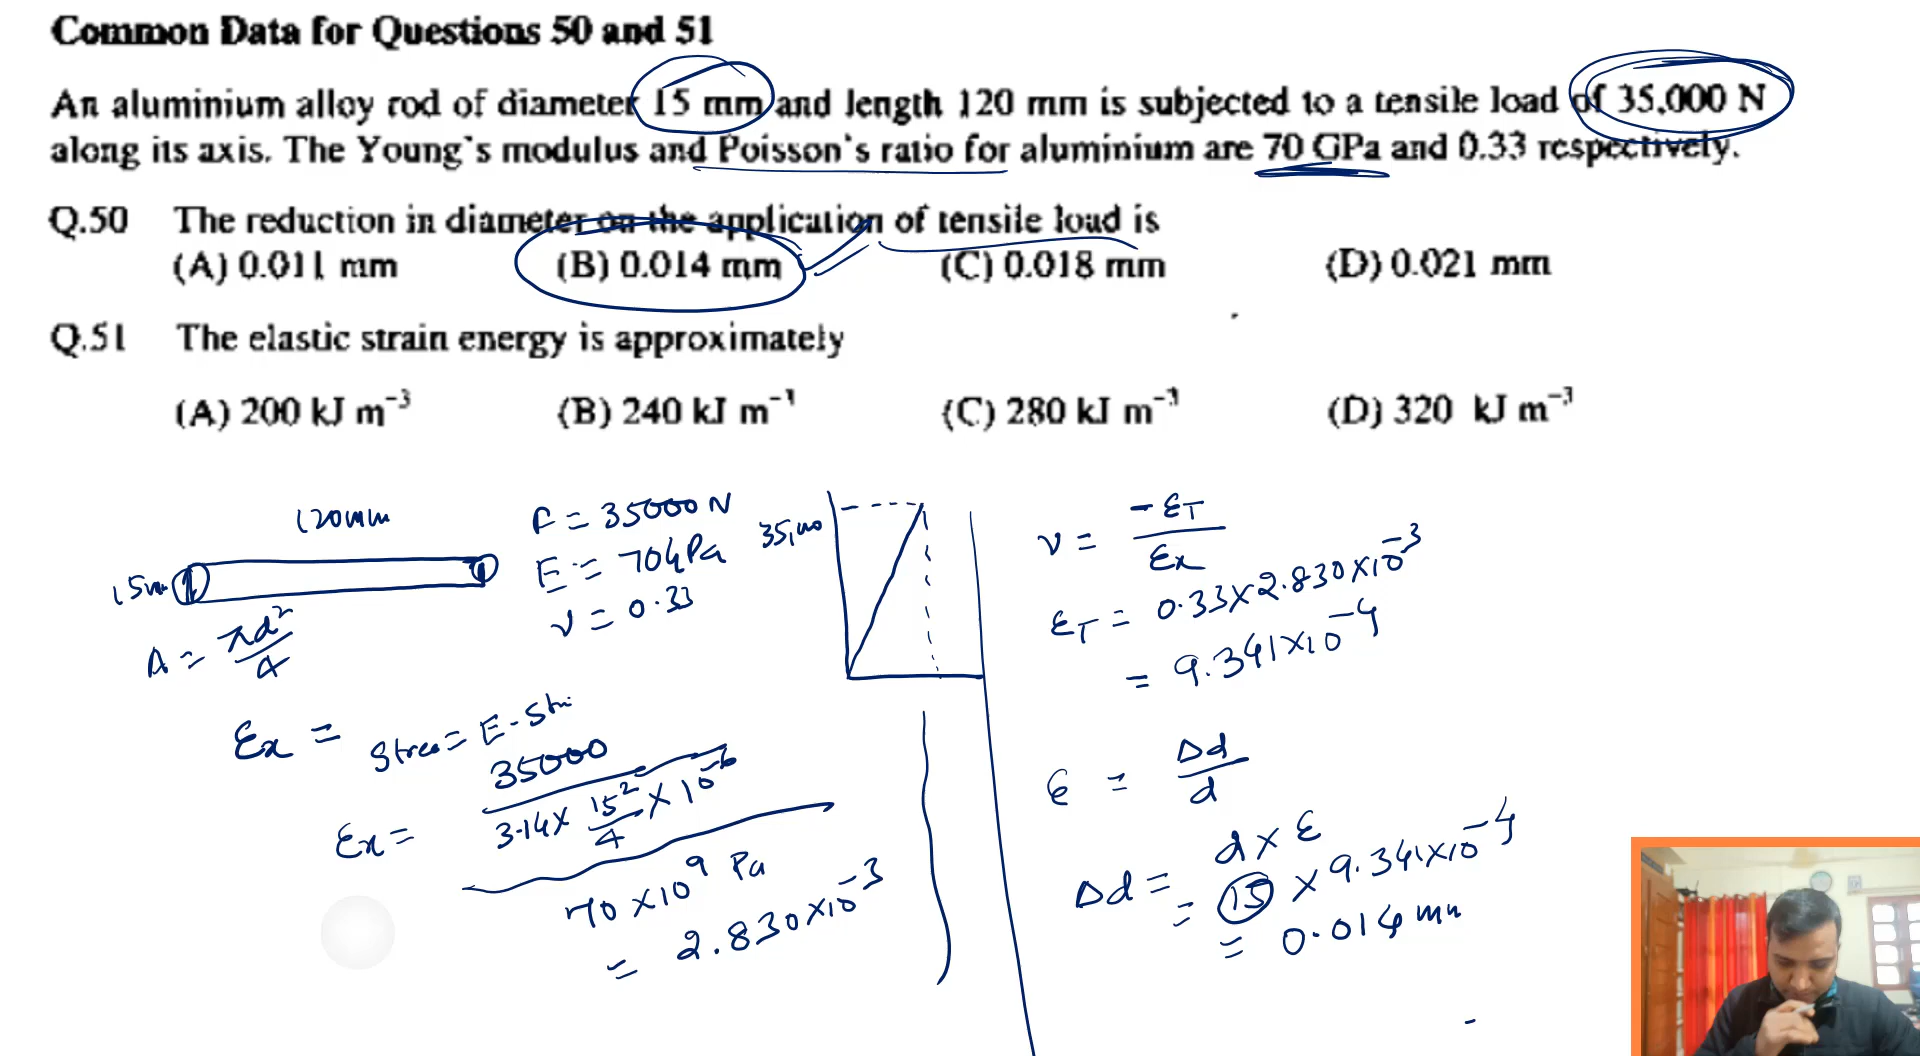 Common Data for Questions 50 and 51
An aluminium alloy rod of diameter 15 mm and length 120 mm is subjected to a tensile load of 35,000 N
along its axis. The Young's modulus and Poisson's ratio for aluminium are 70 GPa and 0.33 respectively.
Q.50 The reduction in diameter on the application of tensile load is
(A) 0.011 mm (B) 0.014 mm (C) 0.018 mm (D) 0.021 mm
Q.51 The elastic strain energy is approximately
(A) 200 kJ m⁻³ (B) 240 kJ m⁻³ (C) 280 kJ m⁻³ (D) 320 kJ m⁻³
120mm
15mm
A = πd²/4
F = 35000 N
E = 70GPa
ν = 0.33
35,000
εx =
Stress = E·Stri
εx = 35000 / 3.14 × 15²/4 × 10⁻⁶
70 × 10⁹ Pa
= 2.830 × 10⁻³
ν = -εT / εx
εT = 0.33 × 2.830 × 10⁻³
= 9.341 × 10⁻⁴
ε = Δd / d
Δd = d × ε
= 15 × 9.341 × 10⁻⁴
= 0.014 mm